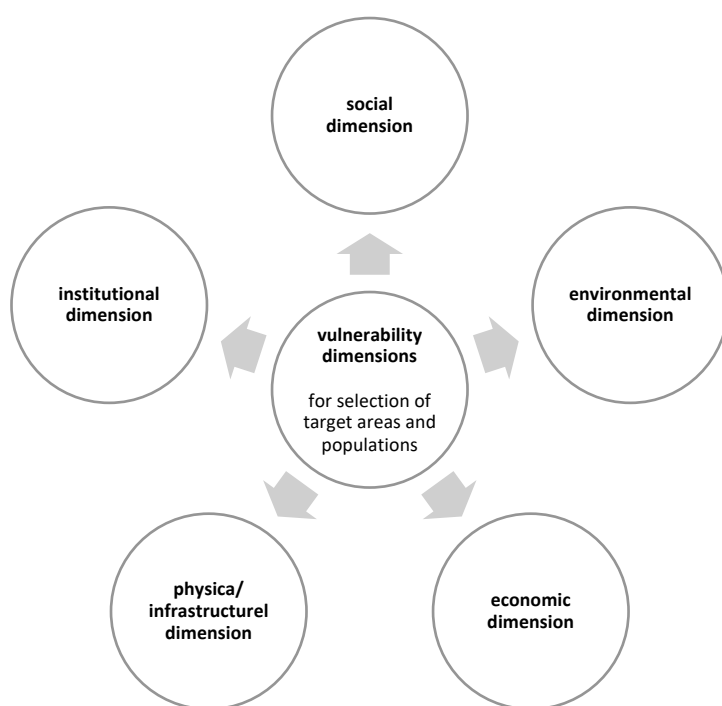 social
dimension
institutional
dimension
environmental
dimension
vulnerability
dimensions
for selection of
target areas and
populations
physica/
infrastructurel
dimension
economic
dimension